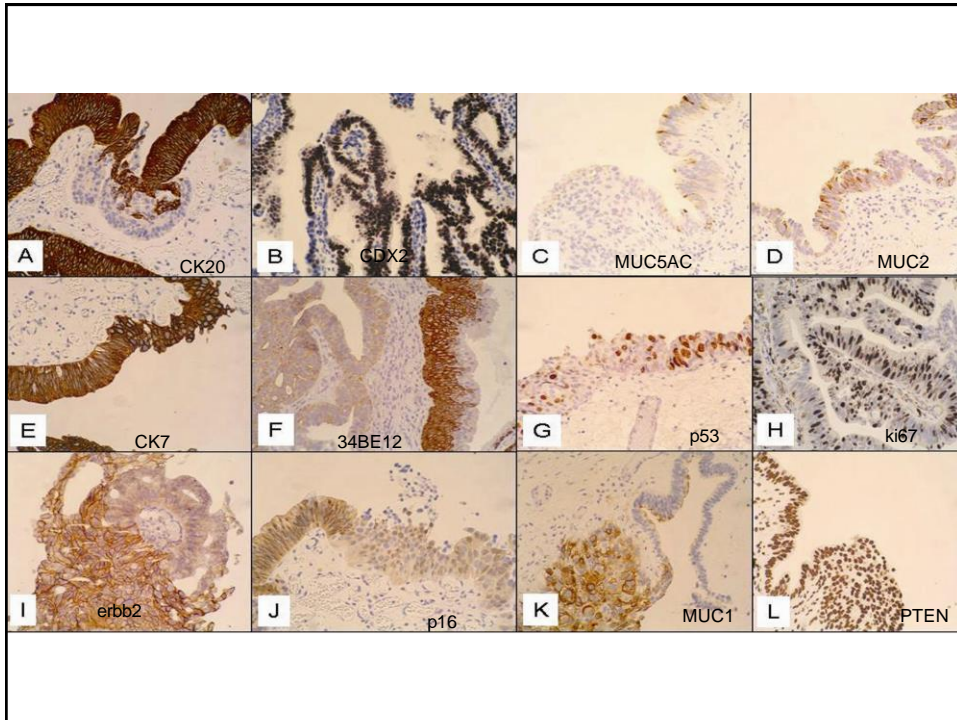 A CK20 B CDX2 C MUC5AC D MUC2
E CK7 F 34BE12 G p53 H ki67
I erbb2 J p16 K MUC1 L PTEN